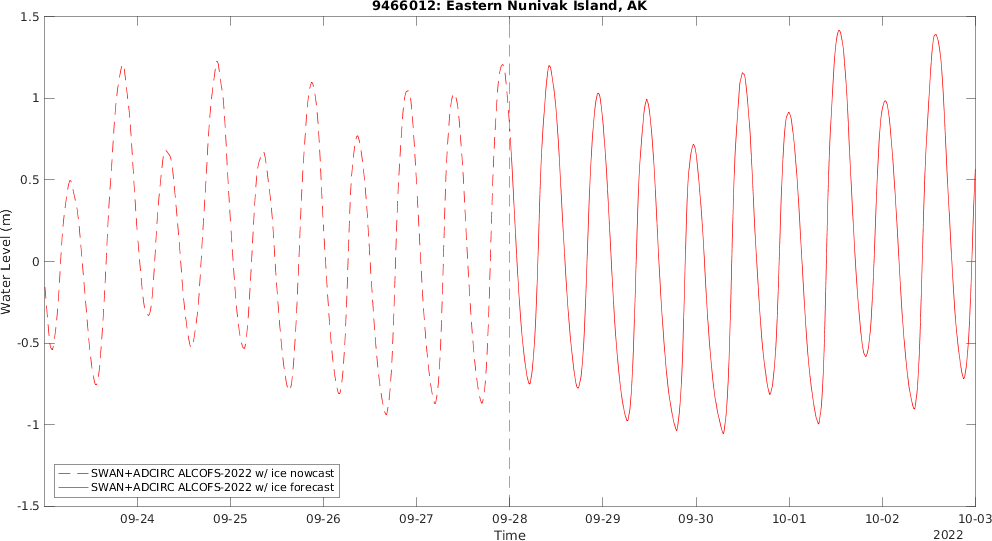 9466012: Eastern Nunivak Island, AK
1.5
1
0.5
0
-0.5
-1
-1.5
Water Level (m)
SWAN+ADCIRC ALCOFS-2022 w/ ice nowcast
SWAN+ADCIRC ALCOFS-2022 w/ ice forecast
09-24 09-25 09-26 09-27 09-28 09-29 09-30 10-01 10-02 10-03
Time
2022